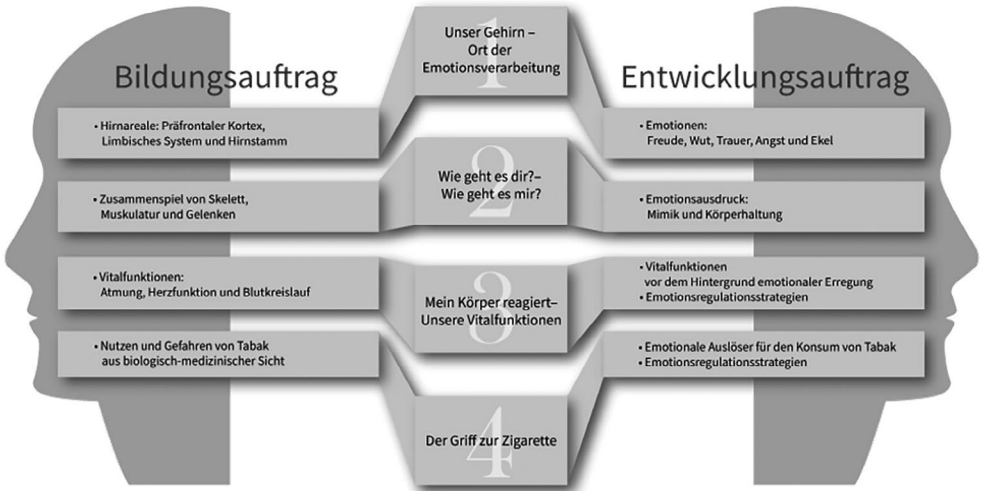 Bildungsauftrag
Entwicklungsauftrag
1
Unser Gehirn –
Ort der
Emotionsverarbeitung
• Hirnareale: Präfrontaler Kortex,
Limbisches System und Hirnstamm
• Emotionen:
Freude, Wut, Trauer, Angst und Ekel
2
Wie geht es dir?–
Wie geht es mir?
• Zusammenspiel von Skelett,
Muskulatur und Gelenken
• Emotionsausdruck:
Mimik und Körperhaltung
3
Mein Körper reagiert–
Unsere Vitalfunktionen
• Vitalfunktionen:
Atmung, Herzfunktion und Blutkreislauf
• Vitalfunktionen
vor dem Hintergrund emotionaler Erregung
• Emotionsregulationsstrategien
4
Der Griff zur Zigarette
• Nutzen und Gefahren von Tabak
aus biologisch-medizinischer Sicht
• Emotionale Auslöser für den Konsum von Tabak
• Emotionsregulationsstrategien